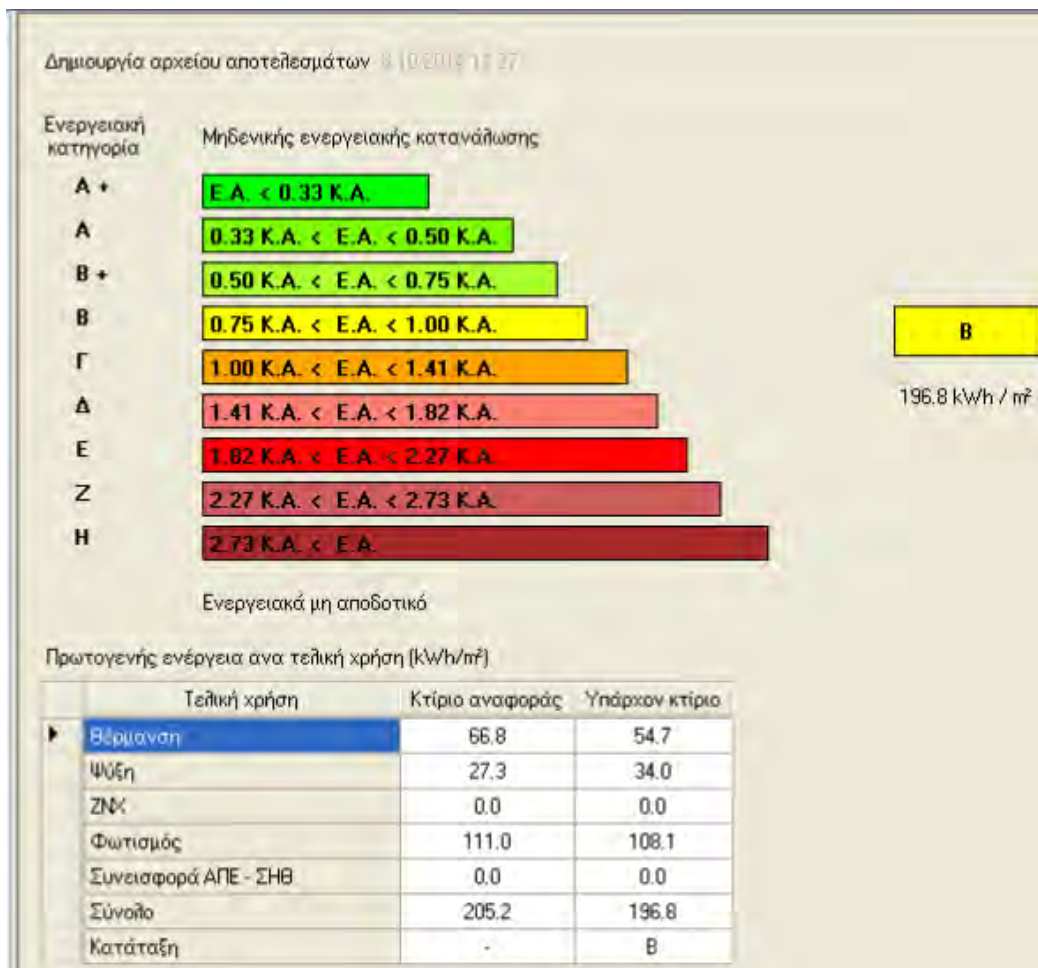 Δημιουργία αρχείου αποτελεσμάτων
Ενεργειακή
κατηγορία
Μηδενικής ενεργειακής κατανάλωσης
Α + Ε.Α. < 0.33 Κ.Α.
Α 0.33 Κ.Α. < Ε.Α. < 0.50 Κ.Α.
Β + 0.50 Κ.Α. < Ε.Α. < 0.75 Κ.Α.
Β 0.75 Κ.Α. < Ε.Α. < 1.00 Κ.Α. Β
Γ 1.00 Κ.Α. < Ε.Α. < 1.41 Κ.Α.
Δ 1.41 Κ.Α. < Ε.Α. < 1.82 Κ.Α. 196.8 kWh / m²
Ε 1.82 Κ.Α. < Ε.Α. < 2.27 Κ.Α.
Ζ 2.27 Κ.Α. < Ε.Α. < 2.73 Κ.Α.
Η 2.73 Κ.Α. < Ε.Α.
Ενεργειακά μη αποδοτικό
Πρωτογενής ενέργεια ανα τελική χρήση (kWh/m²)
Τελική χρήση Κτίριο αναφοράς Υπάρχον κτίριο
Θέρμανση 66.8 54.7
Ψύξη 27.3 34.0
ΖΝΧ 0.0 0.0
Φωτισμός 111.0 108.1
Συνεισφορά ΑΠΕ - ΣΗΘ 0.0 0.0
Σύνολο 205.2 196.8
Κατάταξη - Β